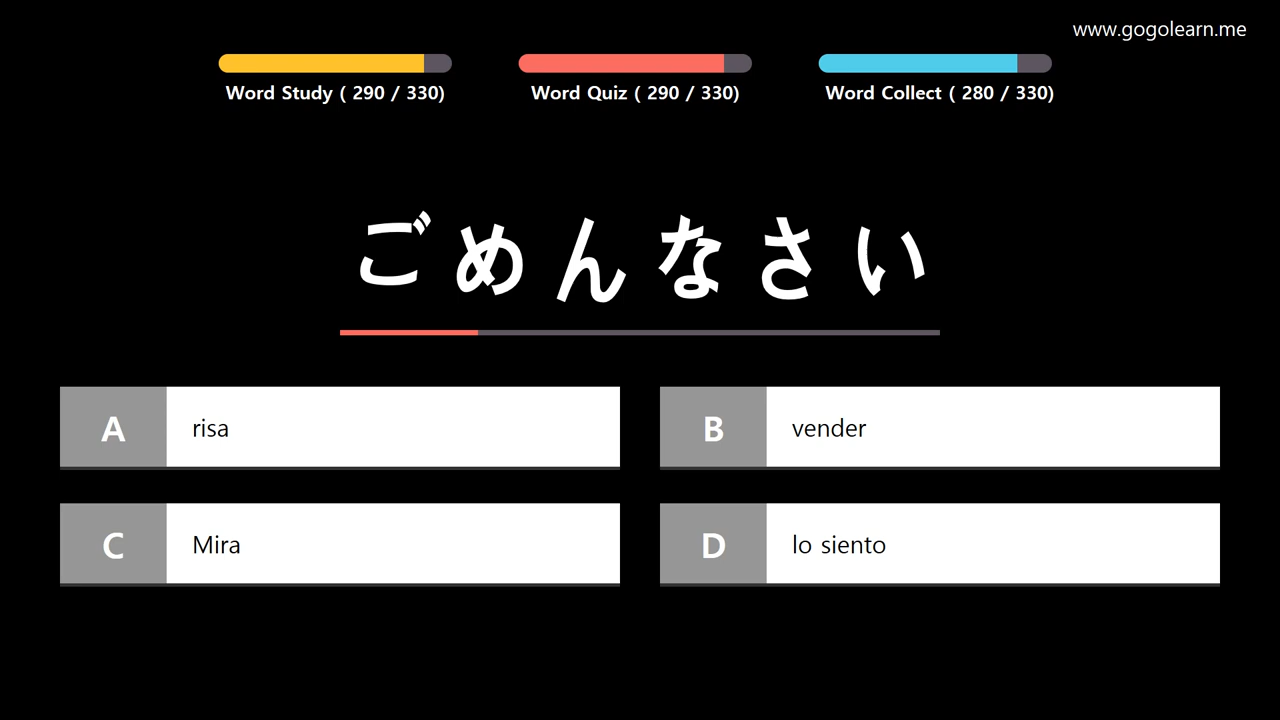 www.gogolearn.me
Word Study ( 290 / 330)
Word Quiz ( 290 / 330)
Word Collect ( 280 / 330)
ごめんなさい
A risa
B vender
C Mira
D lo siento